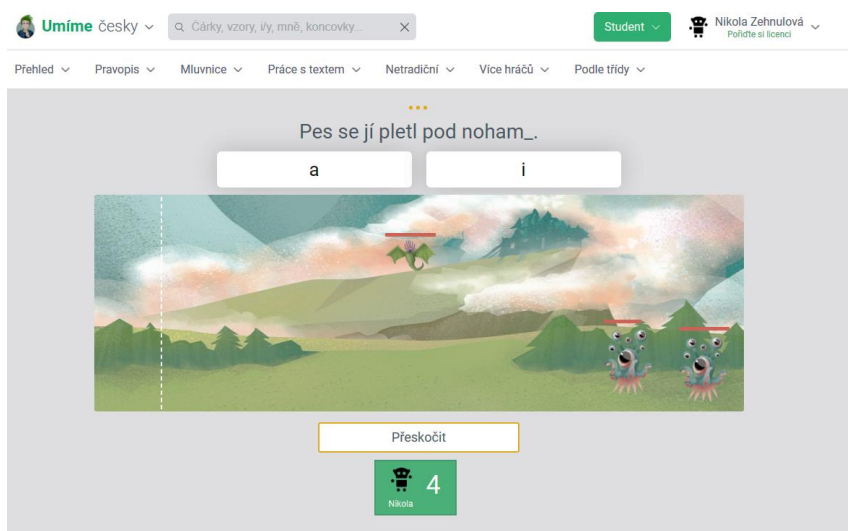 Umíme česky
Čárky, vzory, i/y, mně, koncovky...
Student
Nikola Zehnulová
Pořiďte si licenci
Přehled
Pravopis
Mluvnice
Práce s textem
Netradiční
Více hráčů
Podle třídy
Pes se jí pletl pod noham_.
a
i
Přeskočit
4
Nikola